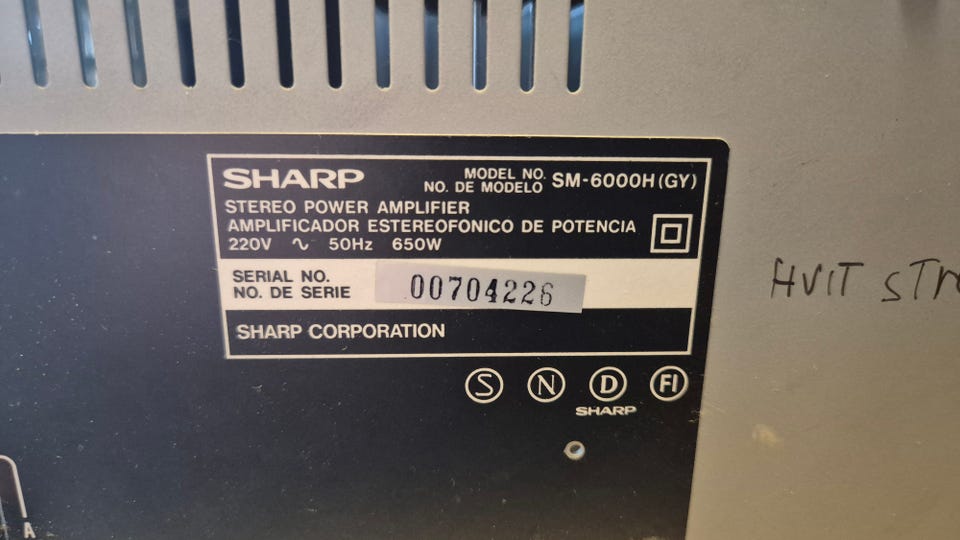 SHARP
MODEL NO.
NO. DE MODELO
SM-6000H(GY)
STEREO POWER AMPLIFIER
AMPLIFICADOR ESTEREOFONICO DE POTENCIA
220V ∿ 50Hz 650W
SERIAL NO.
NO. DE SERIE
00704226
SHARP CORPORATION
S N D FI
SHARP
HVIT
A